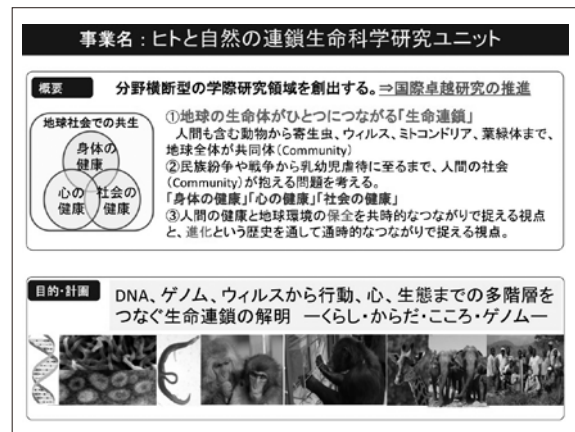 事業名：ヒトと自然の連鎖生命科学研究ユニット
概要
分野横断型の学際研究領域を創出する。⇒国際卓越研究の推進
地球社会での共生
身体の
健康
心の
健康
社会の
健康
①地球の生命体がひとつにつながる「生命連鎖」
人間も含む動物から寄生虫、ウィルス、ミトコンドリア、葉緑体まで、
地球全体が共同体(Community)
②民族紛争や戦争から乳幼児虐待に至るまで、人間の社会
(Community)が抱える問題を考える。
「身体の健康」「心の健康」「社会の健康」
③人間の健康と地球環境の保全を共時的なつながりで捉える視点
と、進化という歴史を通して通時的なつながりで捉える視点。
目的・計画
DNA、ゲノム、ウィルスから行動、心、生態までの多階層を
つなぐ生命連鎖の解明　―くらし・からだ・こころ・ゲノム―